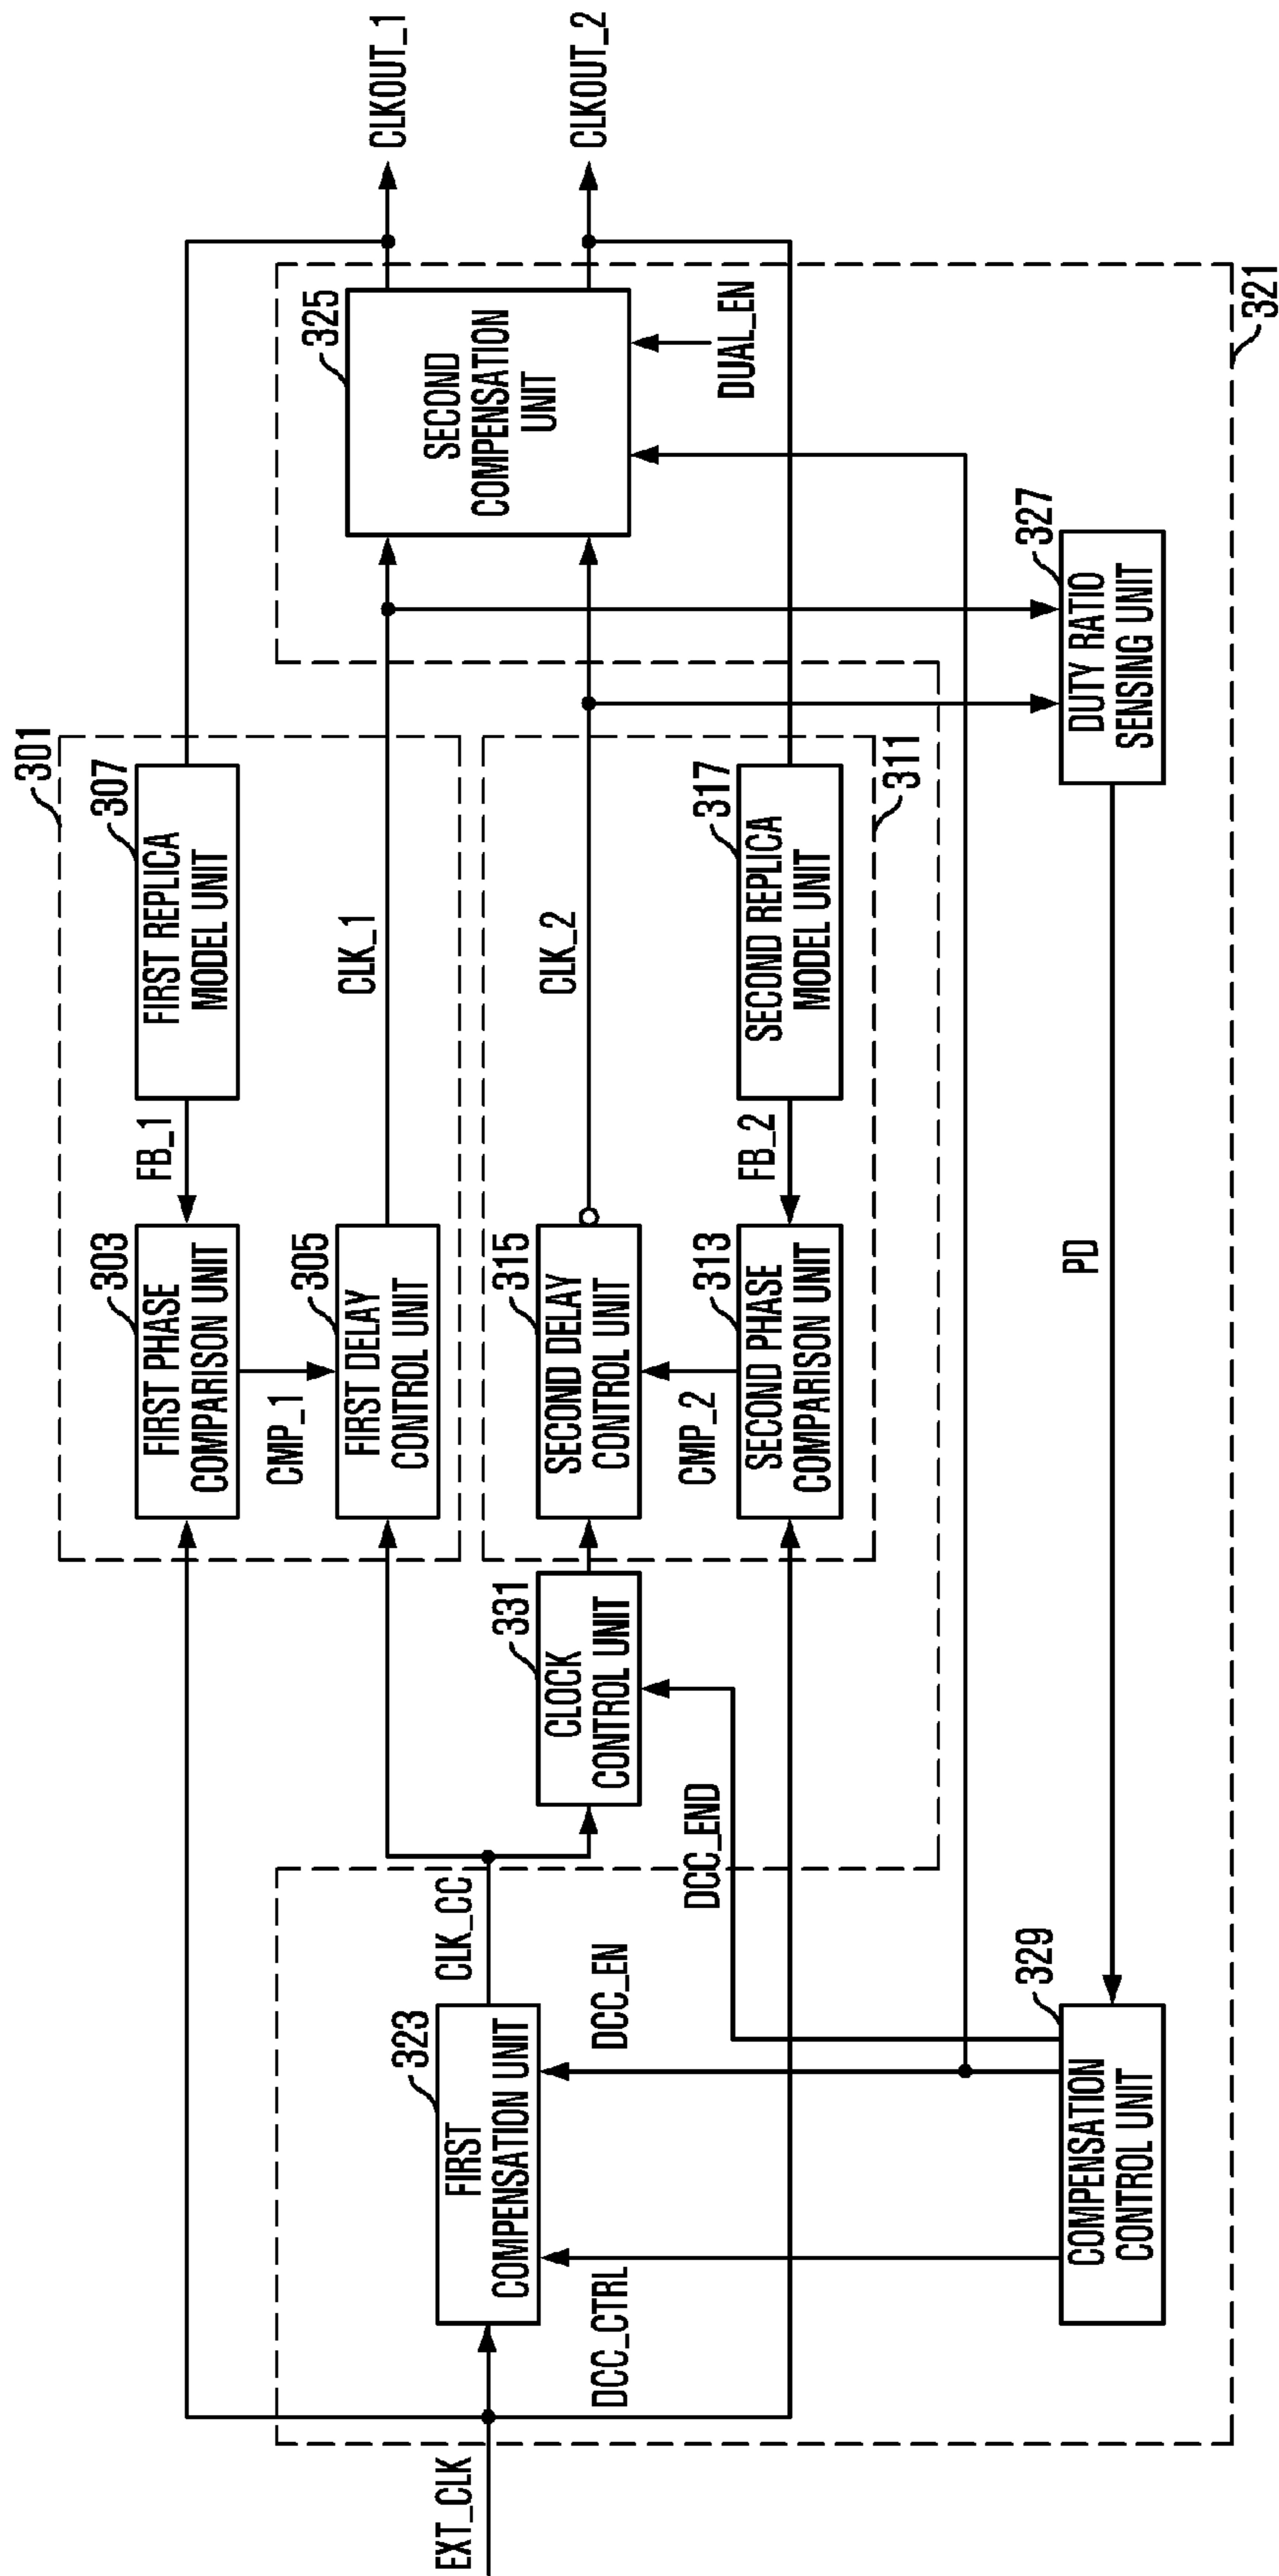 301
307
FIRST REPLICA
MODEL UNIT
FB_1
303
FIRST PHASE
COMPARISON UNIT
CMP_1
305
FIRST DELAY
CONTROL UNIT
CLK_1
CLKOUT_1
325
SECOND
COMPENSATION
UNIT
DUAL_EN
CLKOUT_2
EXT_CLK
323
FIRST
COMPENSATION UNIT
CLK_CC
331
CLOCK
CONTROL UNIT
315
SECOND DELAY
CONTROL UNIT
CLK_2
CMP_2
313
SECOND PHASE
COMPARISON UNIT
FB_2
317
SECOND REPLICA
MODEL UNIT
311
DCC_CTRL
DCC_EN
DCC_END
329
COMPENSATION
CONTROL UNIT
PD
327
DUTY RATIO
SENSING UNIT
321